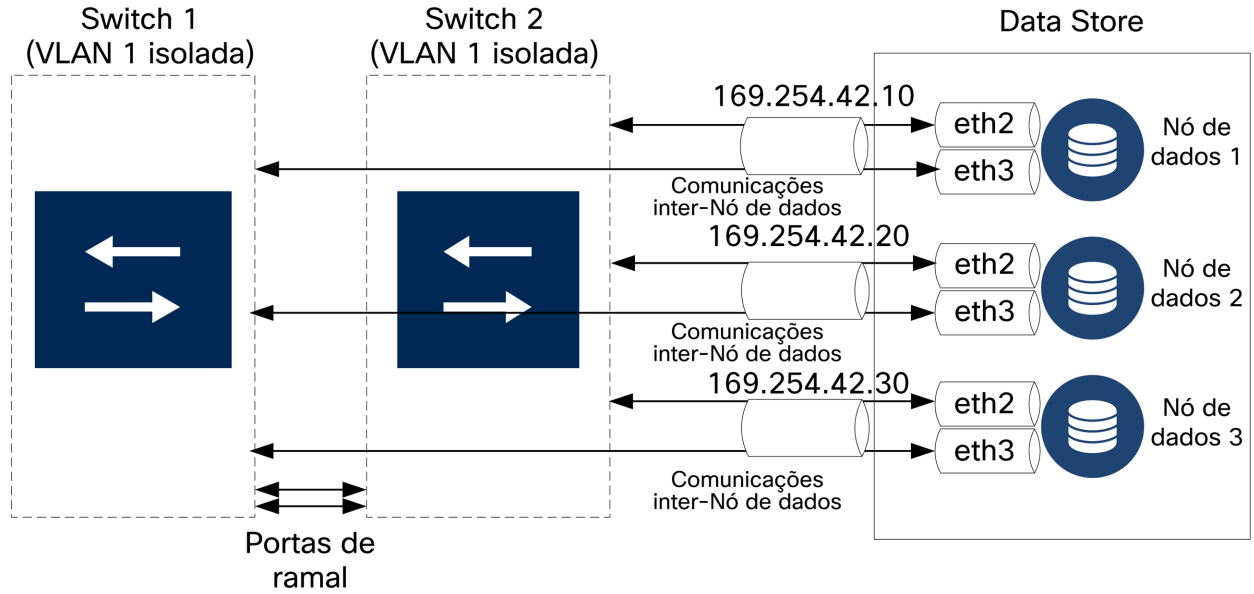 Switch 1
(VLAN 1 isolada)
Switch 2
(VLAN 1 isolada)
Data Store
169.254.42.10
eth2
eth3
Nó de
dados 1
Comunicações
inter-Nó de dados
169.254.42.20
eth2
eth3
Nó de
dados 2
Comunicações
inter-Nó de dados
169.254.42.30
eth2
eth3
Nó de
dados 3
Comunicações
inter-Nó de dados
Portas de
ramal